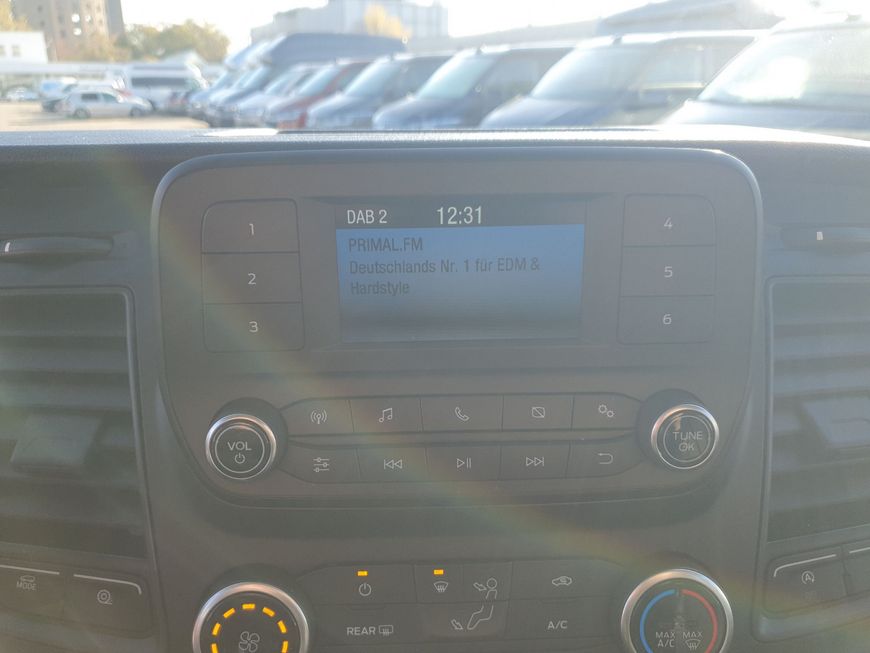 DAB 2 12:31
PRIMAL.FM
Deutschlands Nr. 1 für EDM &
Hardstyle
1
2
3
4
5
6
VOL
TUNE
OK
MODE
REAR
A/C
MAX
A/C
MAX
A